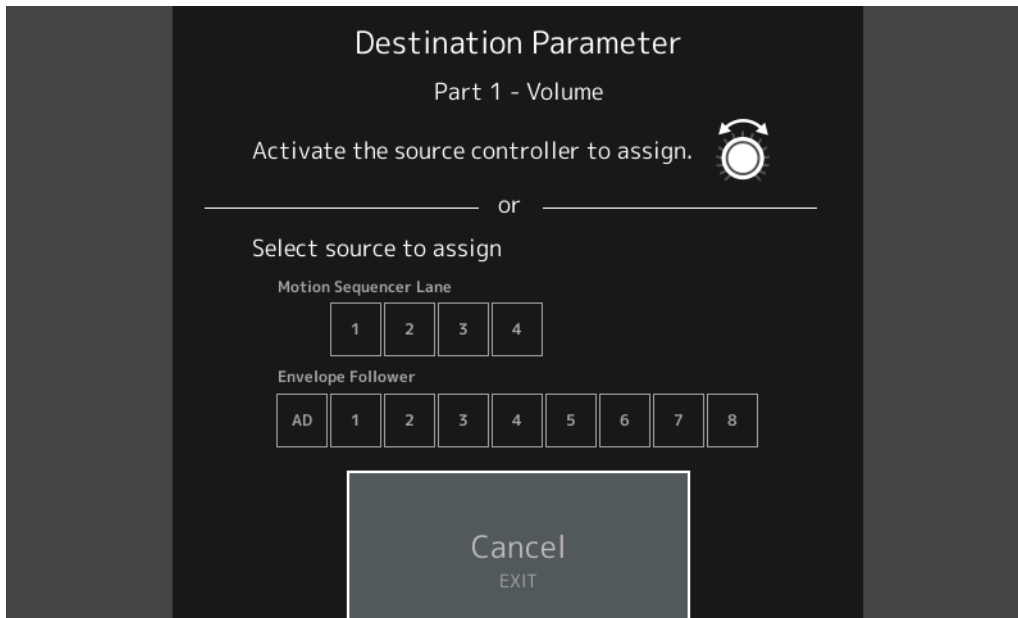 Destination Parameter
Part 1 - Volume
Activate the source controller to assign.
or
Select source to assign
Motion Sequencer Lane
1 2 3 4
Envelope Follower
AD 1 2 3 4 5 6 7 8
Cancel
EXIT